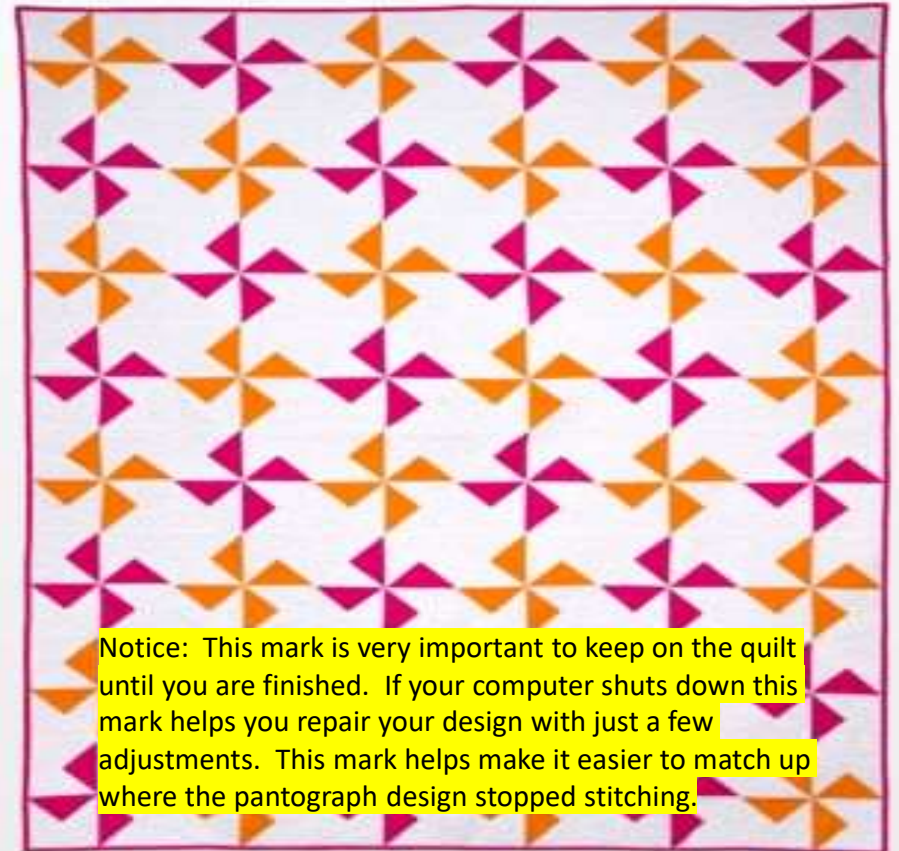 Notice:  This mark is very important to keep on the quilt
until you are finished.  If your computer shuts down this
mark helps you repair your design with just a few
adjustments.  This mark helps make it easier to match up
where the pantograph design stopped stitching.